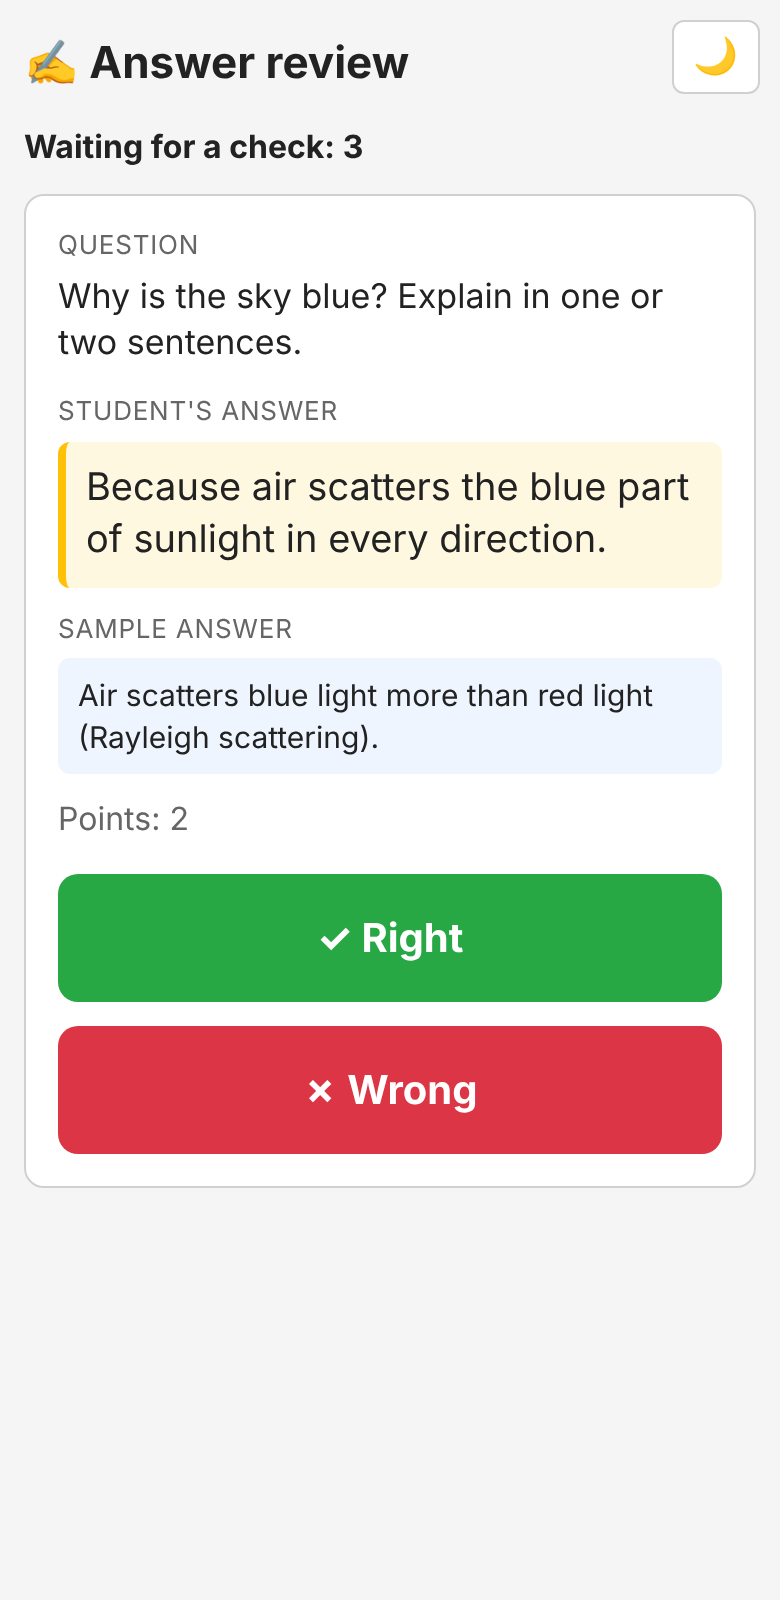 ✍️ Answer review
🌙
Waiting for a check: 3
QUESTION
Why is the sky blue? Explain in one or
two sentences.
STUDENT'S ANSWER
Because air scatters the blue part
of sunlight in every direction.
SAMPLE ANSWER
Air scatters blue light more than red light
(Rayleigh scattering).
Points: 2
✓ Right
× Wrong